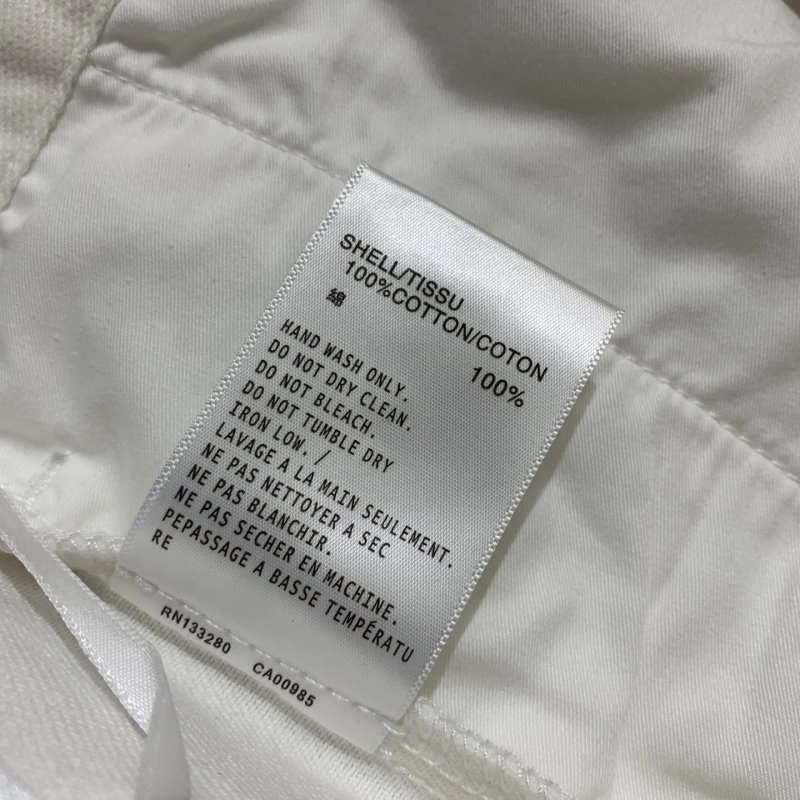 SHELL/TISSU
100%COTTON/COTON
綿 100%
HAND WASH ONLY.
DO NOT DRY CLEAN.
DO NOT BLEACH.
DO NOT TUMBLE DRY
IRON LOW. /
LAVAGE A LA MAIN SEULEMENT.
NE PAS NETTOYER A SEC
NE PAS BLANCHIR.
NE PAS SECHER EN MACHINE.
PEPASSAGE A BASSE TEMPÉRATU
RE
RN133280 CA00985